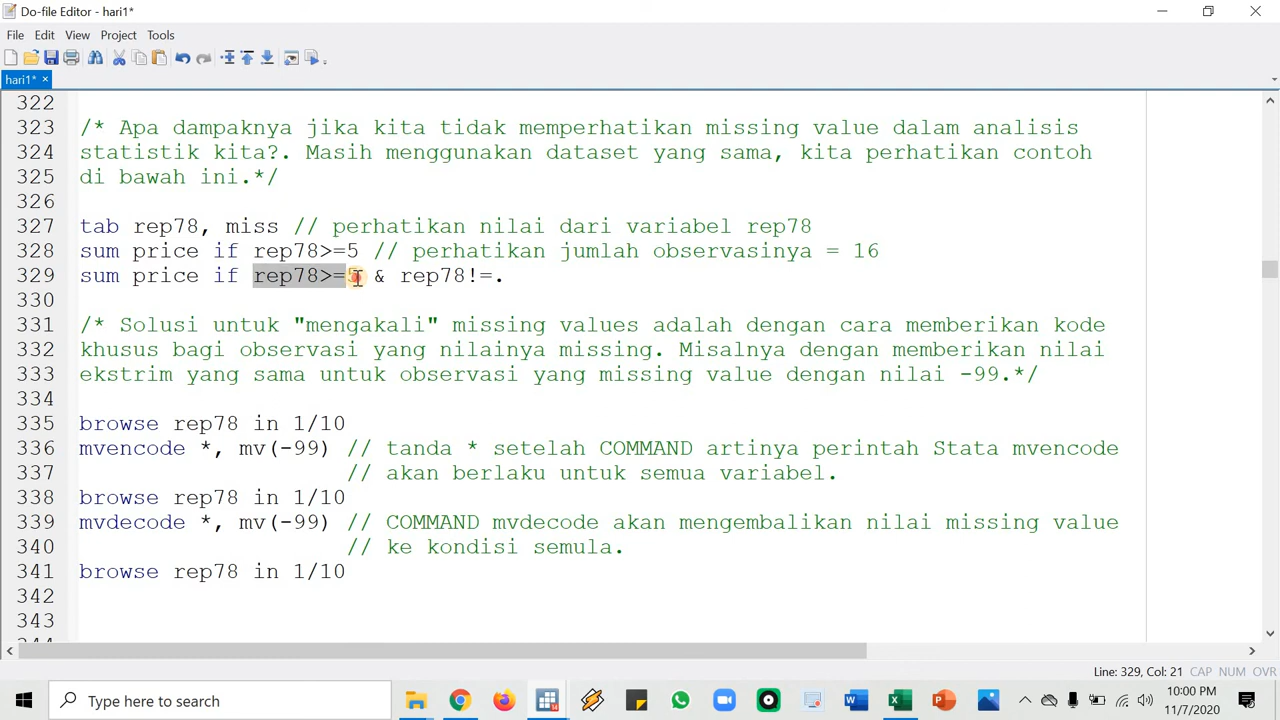 Do-file Editor - hari1*
File Edit View Project Tools
hari1* ×
322
323 /* Apa dampaknya jika kita tidak memperhatikan missing value dalam analisis
324 statistik kita?. Masih menggunakan dataset yang sama, kita perhatikan contoh
325 di bawah ini.*/
326
327 tab rep78, miss // perhatikan nilai dari variabel rep78
328 sum price if rep78>=5 // perhatikan jumlah observasinya = 16
329 sum price if rep78>=5 & rep78!=.
330
331 /* Solusi untuk "mengakali" missing values adalah dengan cara memberikan kode
332 khusus bagi observasi yang nilainya missing. Misalnya dengan memberikan nilai
333 ekstrim yang sama untuk observasi yang missing value dengan nilai -99.*/
334
335 browse rep78 in 1/10
336 mvencode *, mv(-99) // tanda * setelah COMMAND artinya perintah Stata mvencode
337 // akan berlaku untuk semua variabel.
338 browse rep78 in 1/10
339 mvdecode *, mv(-99) // COMMAND mvdecode akan mengembalikan nilai missing value
340 // ke kondisi semula.
341 browse rep78 in 1/10
342
343
Line: 329, Col: 21 CAP NUM OVR
Type here to search
10:00 PM
11/7/2020